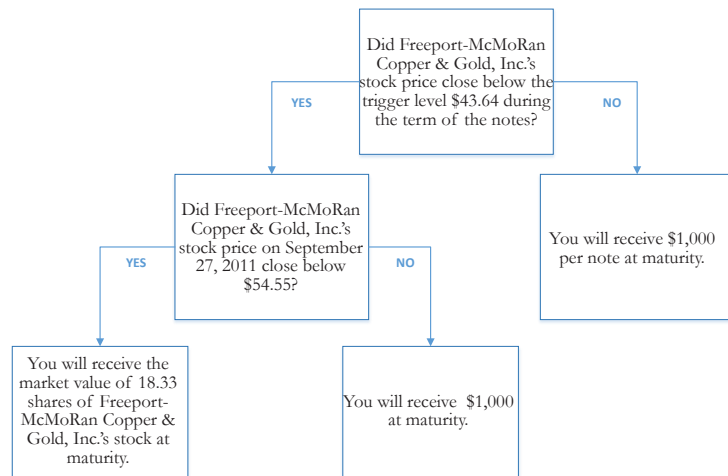 Did Freeport-McMoRan
Copper & Gold, Inc.'s
stock price close below the
trigger level $43.64 during
the term of the notes?
YES
NO
Did Freeport-McMoRan
Copper & Gold, Inc.'s
stock price on September
27, 2011 close below
$54.55?
You will receive $1,000
per note at maturity.
YES
NO
You will receive the
market value of 18.33
shares of Freeport-
McMoRan Copper &
Gold, Inc.'s stock at
maturity.
You will receive $1,000
at maturity.